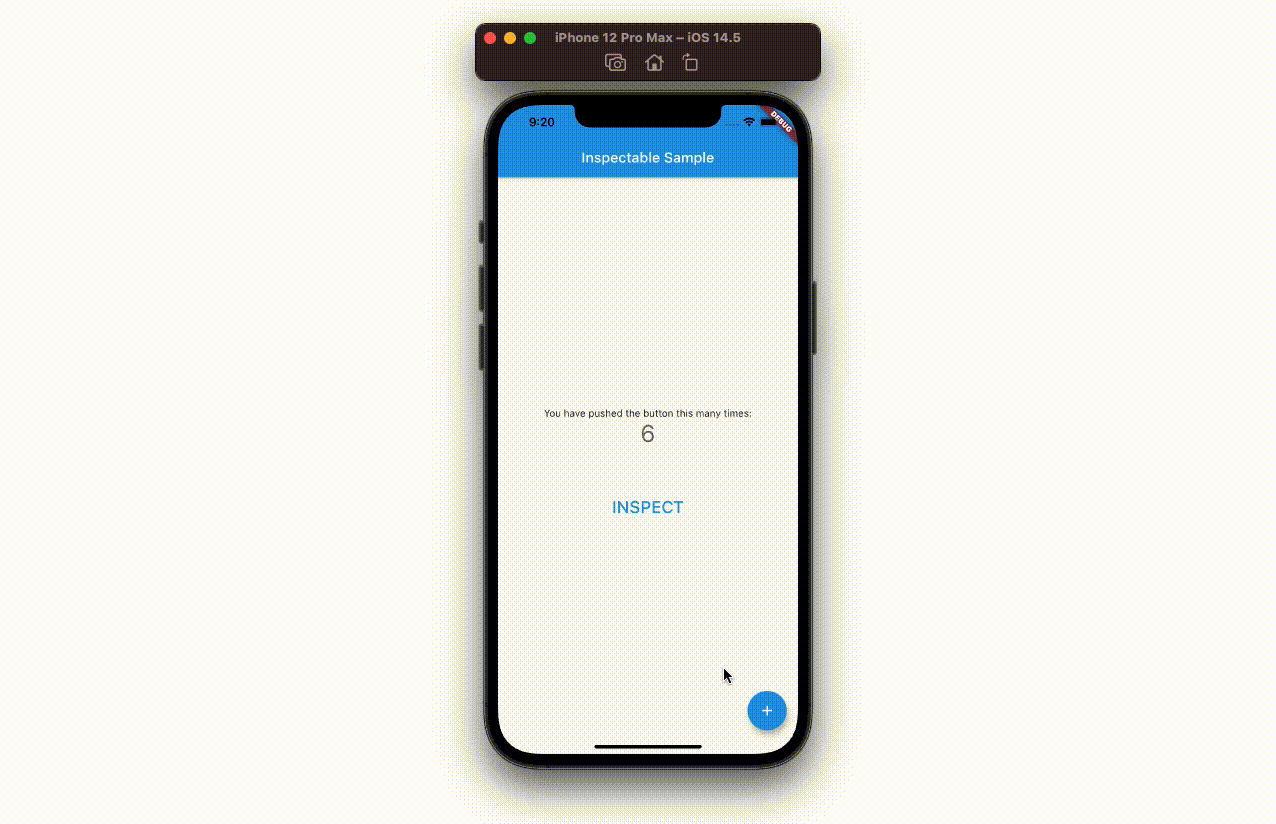 iPhone 12 Pro Max – iOS 14.5
9:20
DEBUG
Inspectable Sample
You have pushed the button this many times:
6
INSPECT
+